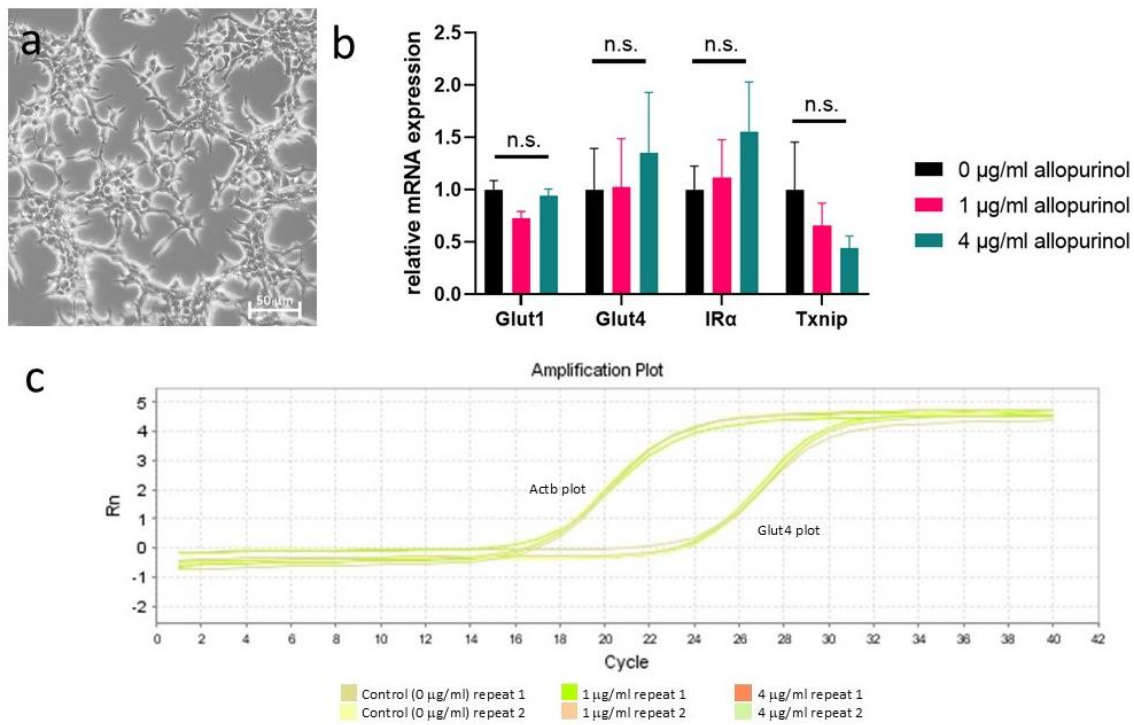 a
50 µm
b
relative mRNA expression
2.5
2.0
1.5
1.0
0.5
0.0
n.s.
n.s.
n.s.
n.s.
Glut1
Glut4
IRα
Txnip
0 µg/ml allopurinol
1 µg/ml allopurinol
4 µg/ml allopurinol
c
Amplification Plot
Rn
5
4
3
2
1
0
-1
-2
Actb plot
Glut4 plot
0 2 4 6 8 10 12 14 16 18 20 22 24 26 28 30 32 34 36 38 40 42
Cycle
Control (0 µg/ml) repeat 1
Control (0 µg/ml) repeat 2
1 µg/ml repeat 1
1 µg/ml repeat 2
4 µg/ml repeat 1
4 µg/ml repeat 2